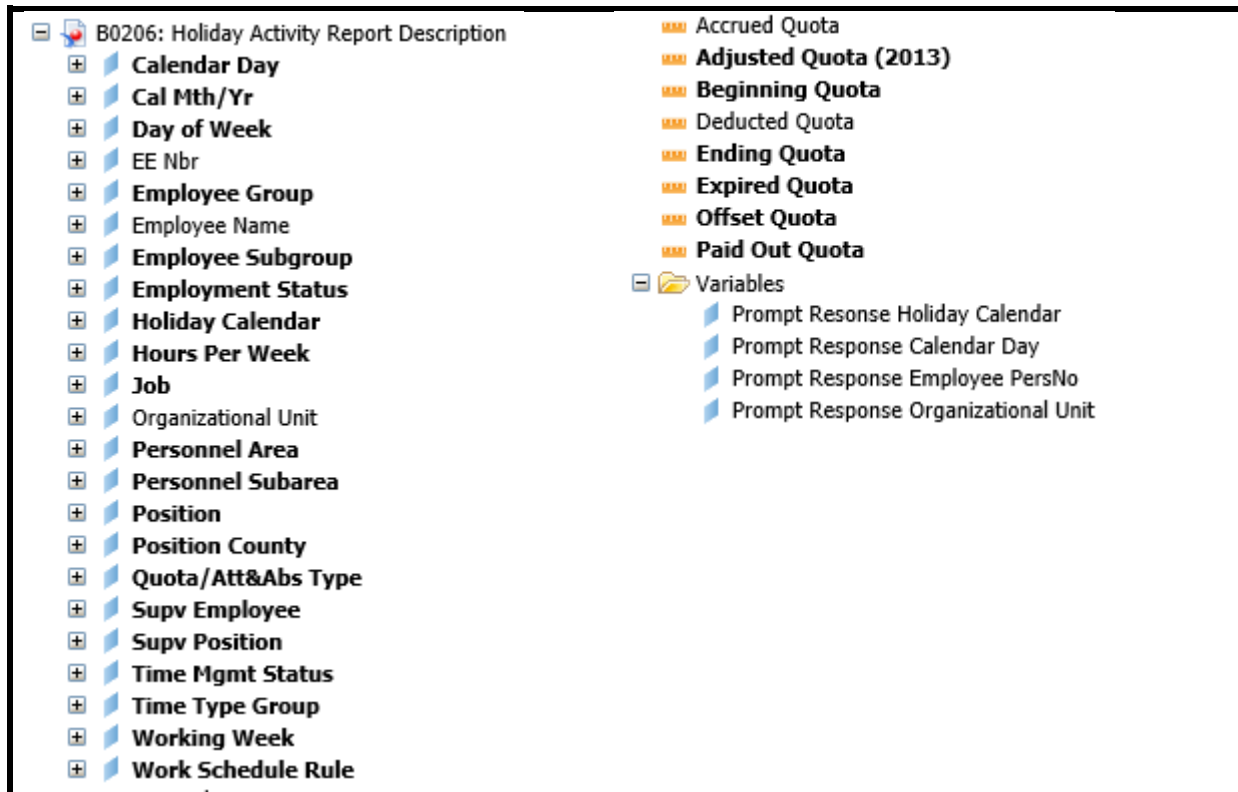 B0206: Holiday Activity Report Description
Calendar Day
Cal Mth/Yr
Day of Week
EE Nbr
Employee Group
Employee Name
Employee Subgroup
Employment Status
Holiday Calendar
Hours Per Week
Job
Organizational Unit
Personnel Area
Personnel Subarea
Position
Position County
Quota/Att&Abs Type
Supv Employee
Supv Position
Time Mgmt Status
Time Type Group
Working Week
Work Schedule Rule
Accrued Quota
Adjusted Quota (2013)
Beginning Quota
Deducted Quota
Ending Quota
Expired Quota
Offset Quota
Paid Out Quota
Variables
Prompt Resonse Holiday Calendar
Prompt Response Calendar Day
Prompt Response Employee PersNo
Prompt Response Organizational Unit